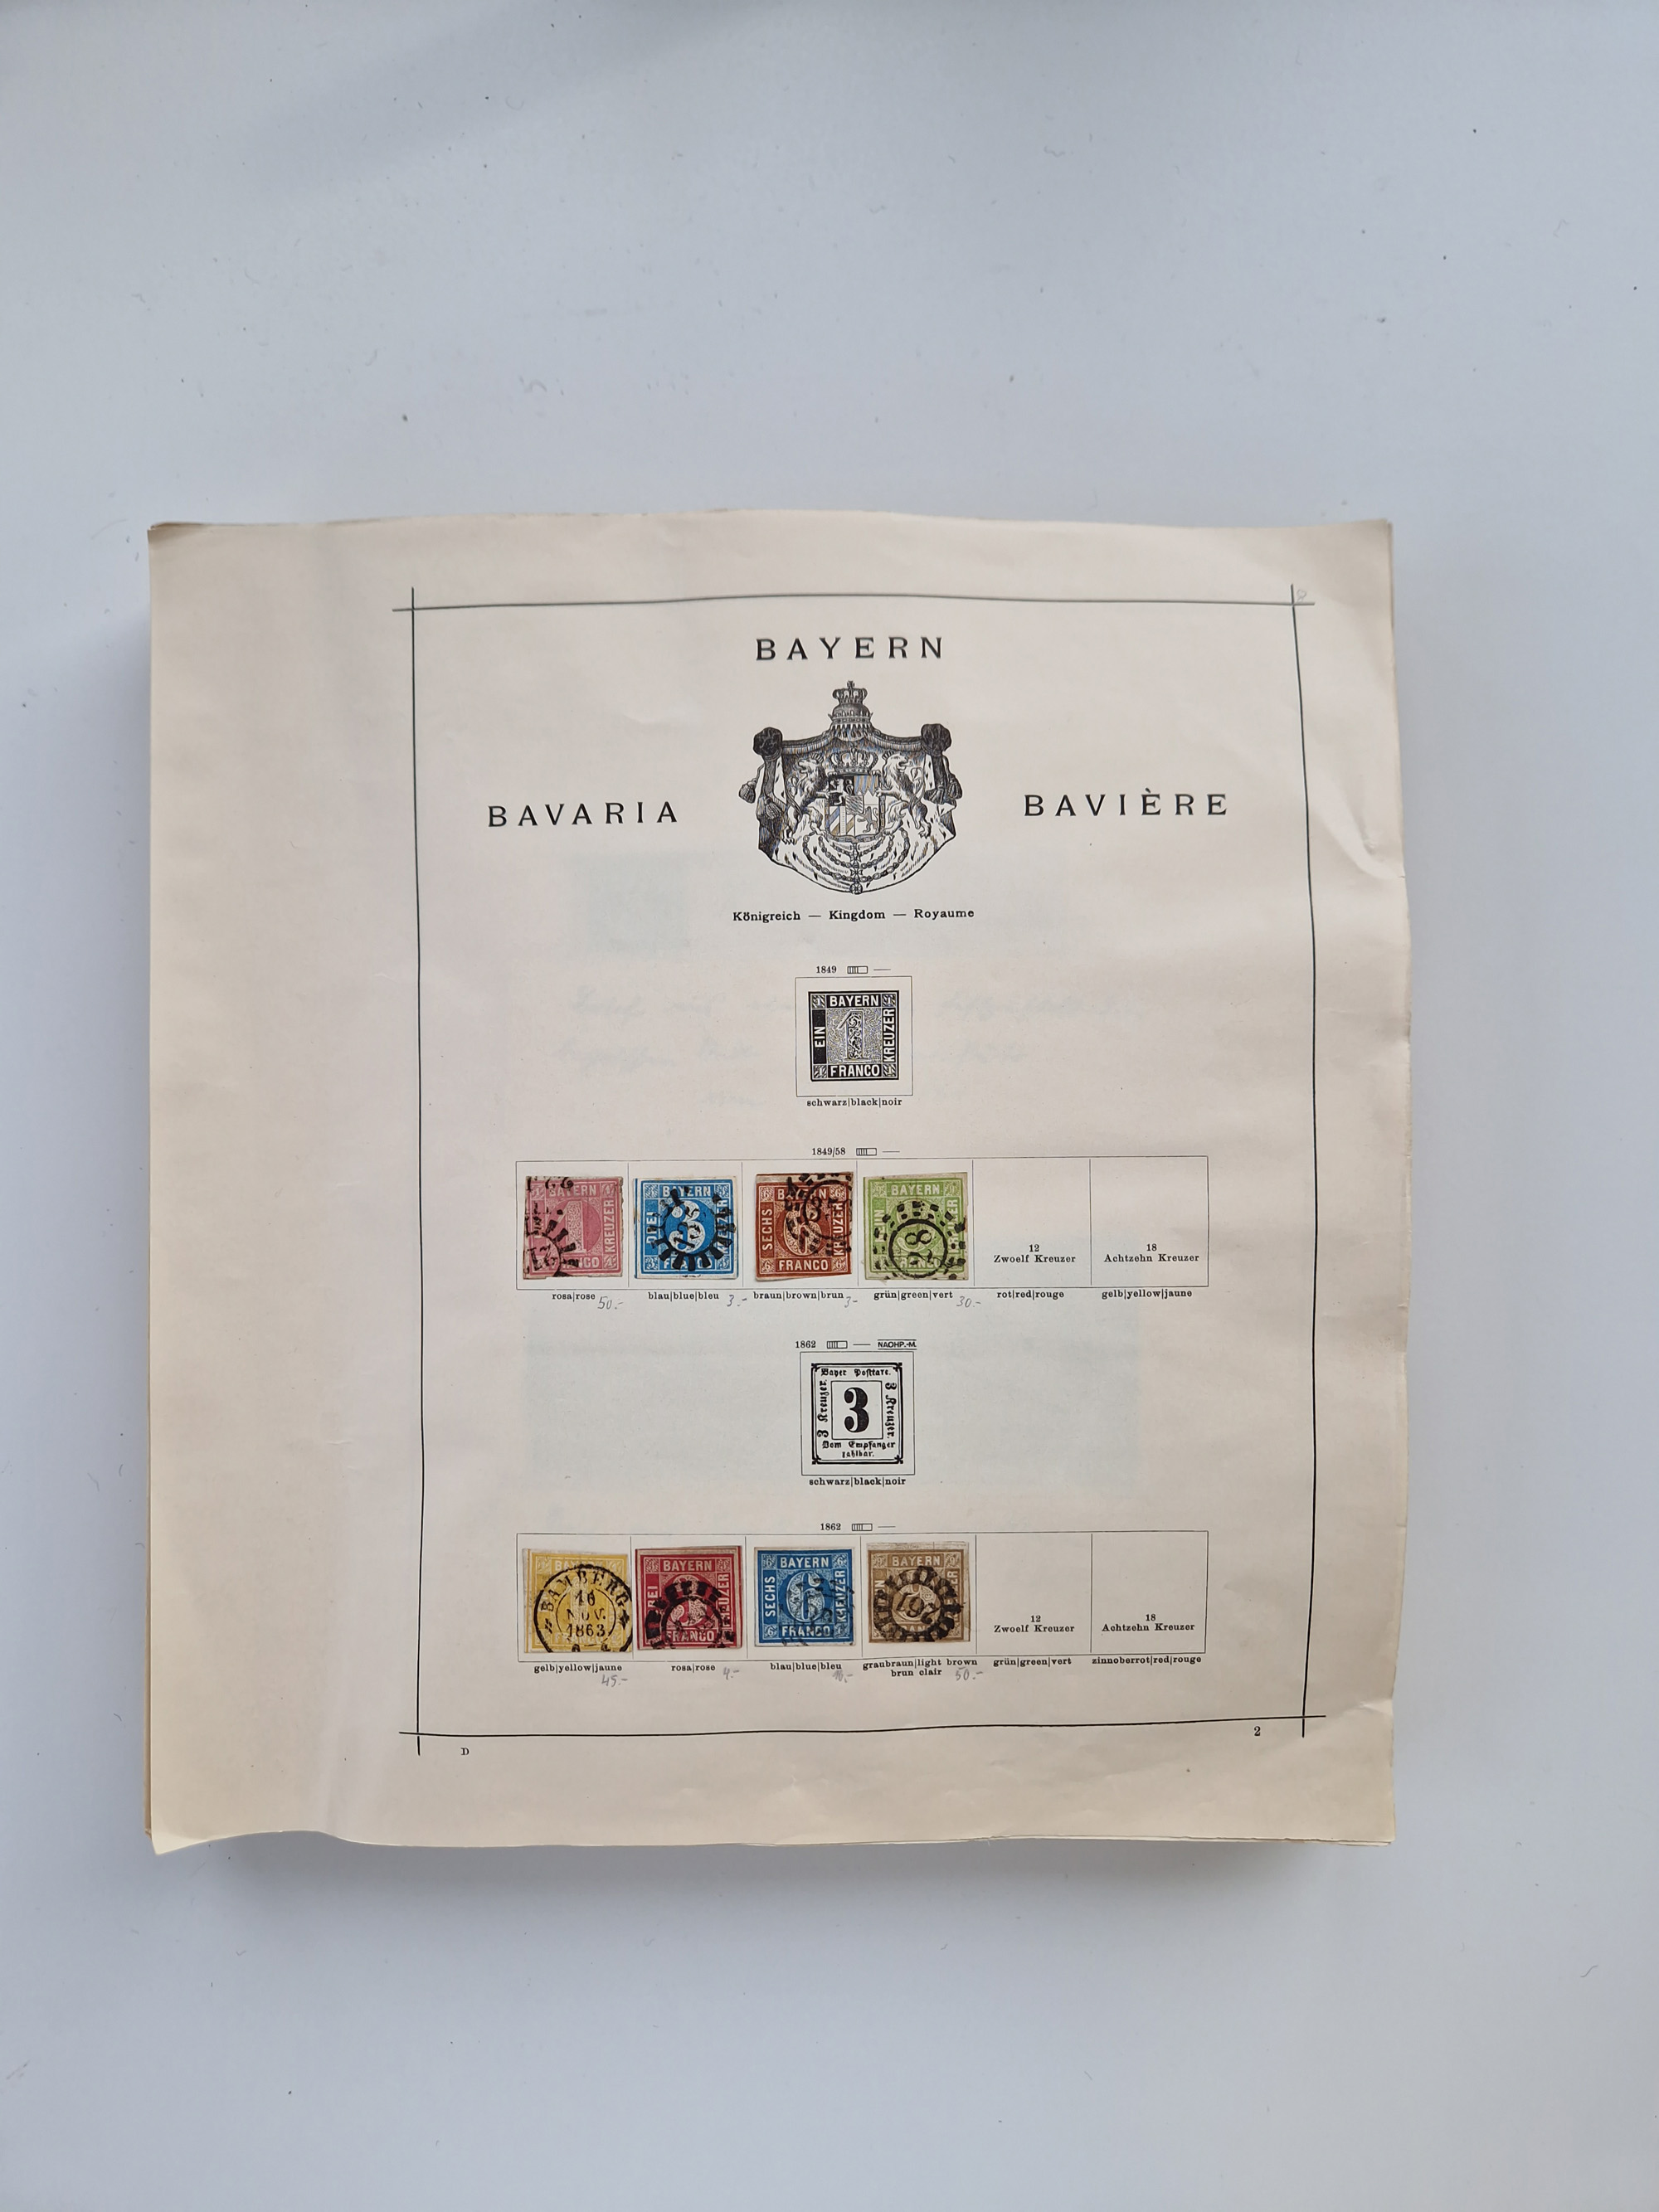 BAYERN
BAVARIA
BAVIÈRE
Königreich — Kingdom — Royaume
1849
BAYERN
EIN
1
KREUZER
FRANCO
schwarz|black|noir
1849/58
BAYERN
KREUZER
BAYERN
FRANCO
SECHS
KREUZER
BAYERN
28
12
Zwoelf Kreuzer
18
Achtzehn Kreuzer
rosa|rose 50.-
blau|blue|bleu 3.-
braun|brown|brun 3-
grün|green|vert 30.-
rot|red|rouge
gelb|yellow|jaune
1862 NACHP.-M.
Bayer Posttaxe.
3 Kreuzer.
3
3 Kreuzer.
Vom Empfänger
zahlbar.
schwarz|black|noir
1862
BAMBERG
16
NOV.
1863
BAYERN
FRANCO
BAYERN
SECHS
KREUZER
FRANCO
BAYERN
267
12
Zwoelf Kreuzer
18
Achtzehn Kreuzer
gelb|yellow|jaune 45.-
rosa|rose 4.-
blau|blue|bleu
graubraun|light brown
brun clair 50.-
grün|green|vert
zinnoberrot|red|rouge
D
2